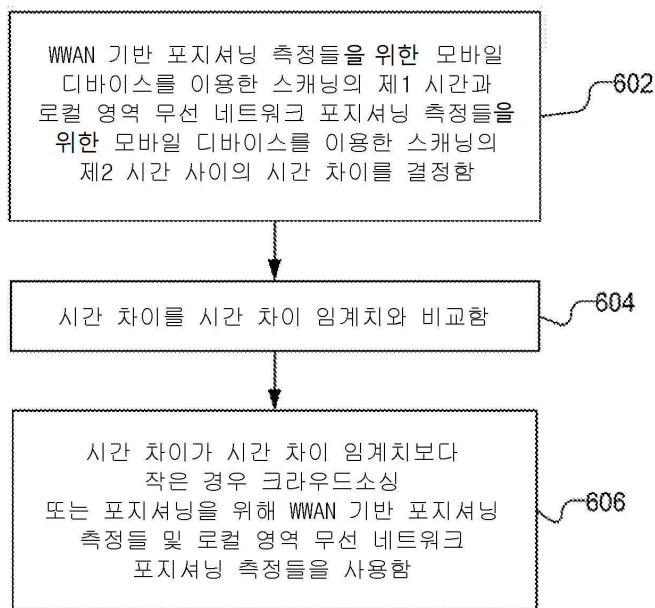 WWAN 기반 포지셔닝 측정들을 위한 모바일
디바이스를 이용한 스캐닝의 제1 시간과
로컬 영역 무선 네트워크 포지셔닝 측정들을
위한 모바일 디바이스를 이용한 스캐닝의
제2 시간 사이의 시간 차이를 결정함
602
시간 차이를 시간 차이 임계치와 비교함
604
시간 차이가 시간 차이 임계치보다
작은 경우 크라우드소싱
또는 포지셔닝을 위해 WWAN 기반 포지셔닝
측정들 및 로컬 영역 무선 네트워크
포지셔닝 측정들을 사용함
606